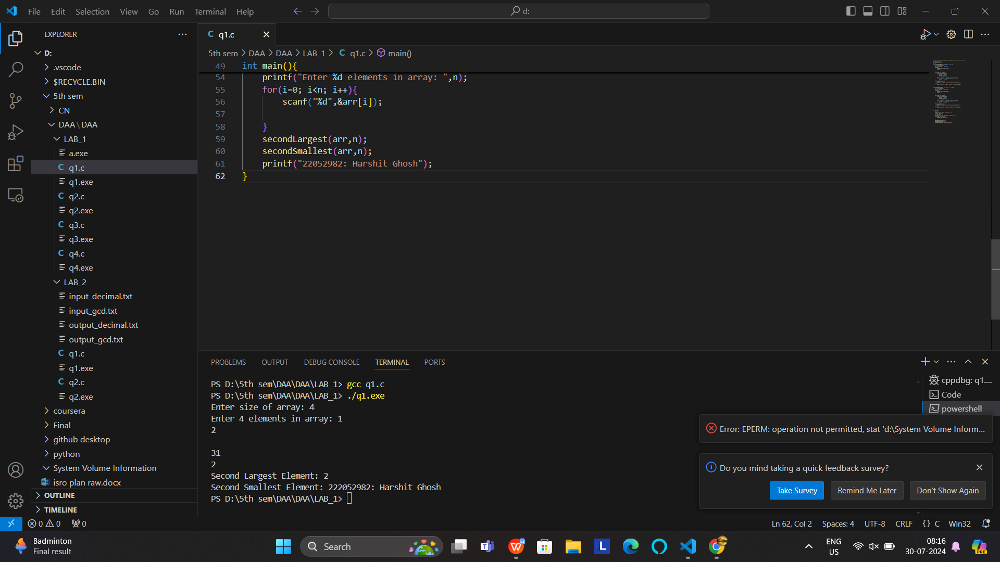 File Edit Selection View Go Run Terminal Help
d:
EXPLORER
D:
.vscode
$RECYCLE.BIN
5th sem
CN
DAA\DAA
LAB_1
a.exe
q1.c
q1.exe
q2.c
q2.exe
q3.c
q3.exe
q4.c
q4.exe
LAB_2
input_decimal.txt
input_gcd.txt
output_decimal.txt
output_gcd.txt
q1.c
q1.exe
q2.c
q2.exe
coursera
Final
github desktop
python
System Volume Information
isro plan raw.docx
OUTLINE
TIMELINE
C q1.c
5th sem > DAA > DAA > LAB_1 > C q1.c > main()
49 int main(){
54 printf("Enter %d elements in array: ",n);
55 for(i=0; i<n; i++){
56 scanf("%d",&arr[i]);
57
58 }
59 secondLargest(arr,n);
60 secondSmallest(arr,n);
61 printf("22052982: Harshit Ghosh");
62 }
PROBLEMS OUTPUT DEBUG CONSOLE TERMINAL PORTS
PS D:\5th sem\DAA\DAA\LAB_1> gcc q1.c
PS D:\5th sem\DAA\DAA\LAB_1> ./q1.exe
Enter size of array: 4
Enter 4 elements in array: 1
2
31
2
Second Largest Element: 2
Second Smallest Element: 222052982: Harshit Ghosh
PS D:\5th sem\DAA\DAA\LAB_1>
cppdbg: q1....
Code
powershell
Error: EPERM: operation not permitted, stat 'd:\System Volume Inform...
Do you mind taking a quick feedback survey?
Take Survey Remind Me Later Don't Show Again
0 0 0
Ln 62, Col 2 Spaces: 4 UTF-8 CRLF {} C Win32
Badminton
Final result
Search
ENG
US
08:16
30-07-2024
PRE